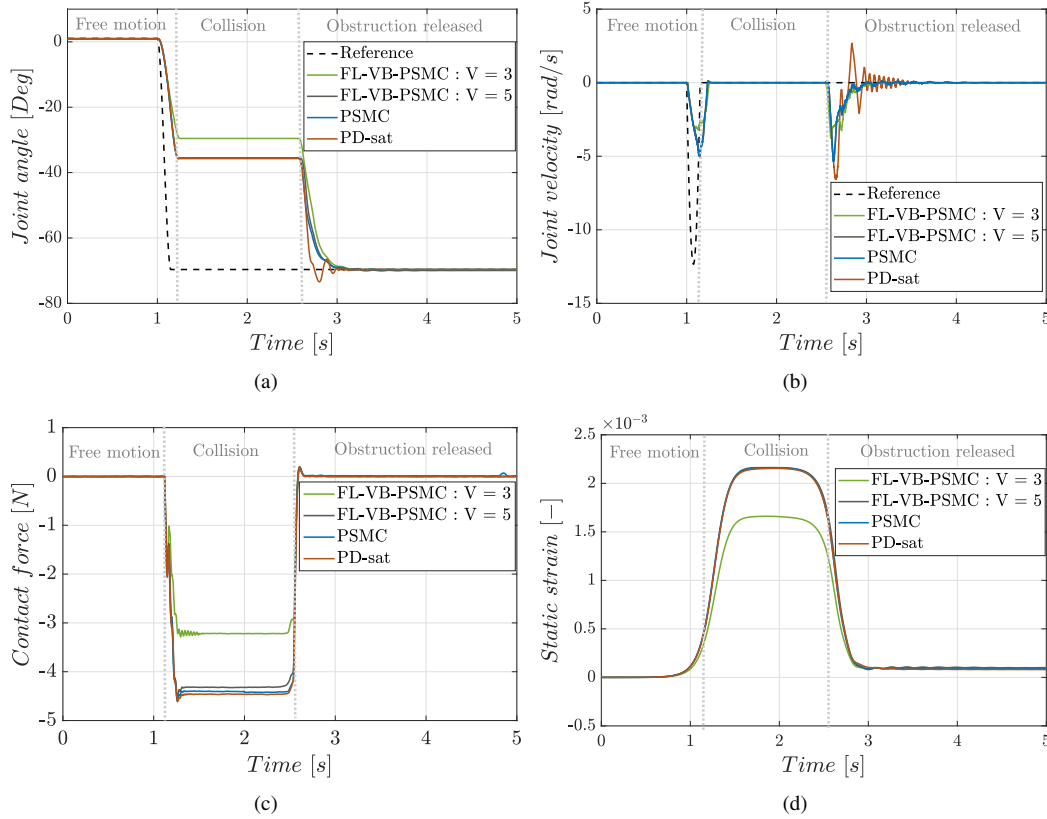 Free motion
Collision
Obstruction released
Reference
FL-VB-PSMC : V = 3
FL-VB-PSMC : V = 5
PSMC
PD-sat
Joint angle [Deg]
20
0
-20
-40
-60
-80
0
1
2
3
4
5
Time [s]
(a)
Free motion
Collision
Obstruction released
Reference
FL-VB-PSMC : V = 3
FL-VB-PSMC : V = 5
PSMC
PD-sat
Joint velocity [rad/s]
5
0
-5
-10
-15
0
1
2
3
4
5
Time [s]
(b)
Free motion
Collision
Obstruction released
FL-VB-PSMC : V = 3
FL-VB-PSMC : V = 5
PSMC
PD-sat
Contact force [N]
1
0
-1
-2
-3
-4
-5
0
1
2
3
4
5
Time [s]
(c)
×10⁻³
Free motion
Collision
Obstruction released
FL-VB-PSMC : V = 3
FL-VB-PSMC : V = 5
PSMC
PD-sat
Static strain [−]
2.5
2
1.5
1
0.5
0
-0.5
0
1
2
3
4
5
Time [s]
(d)